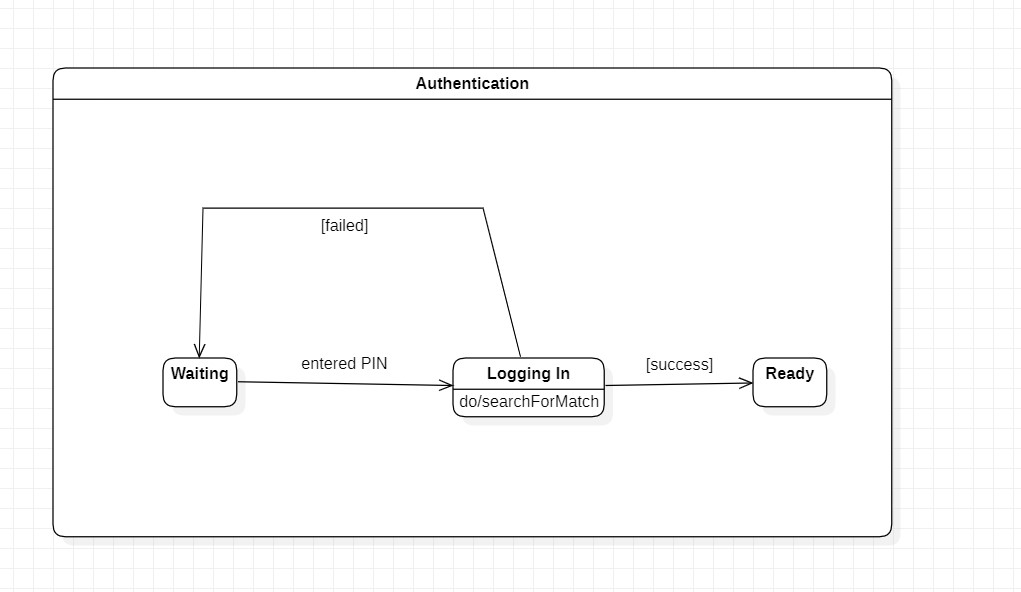 Authentication
[failed]
entered PIN
[success]
Waiting
Logging In
Ready
do/searchForMatch